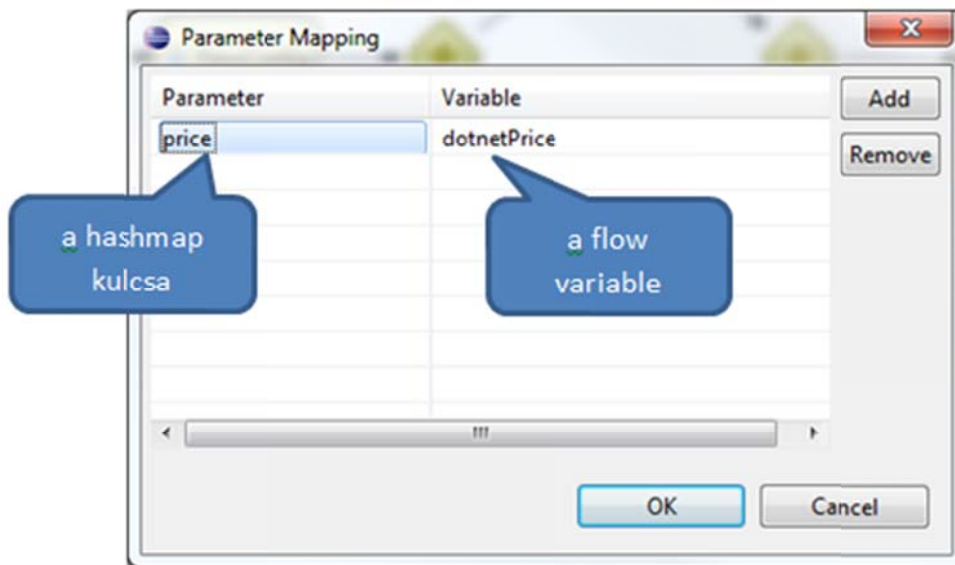 Parameter Mapping
Parameter Variable Add
price dotnetPrice Remove
a hashmap
kulcsa
a flow
variable
OK Cancel